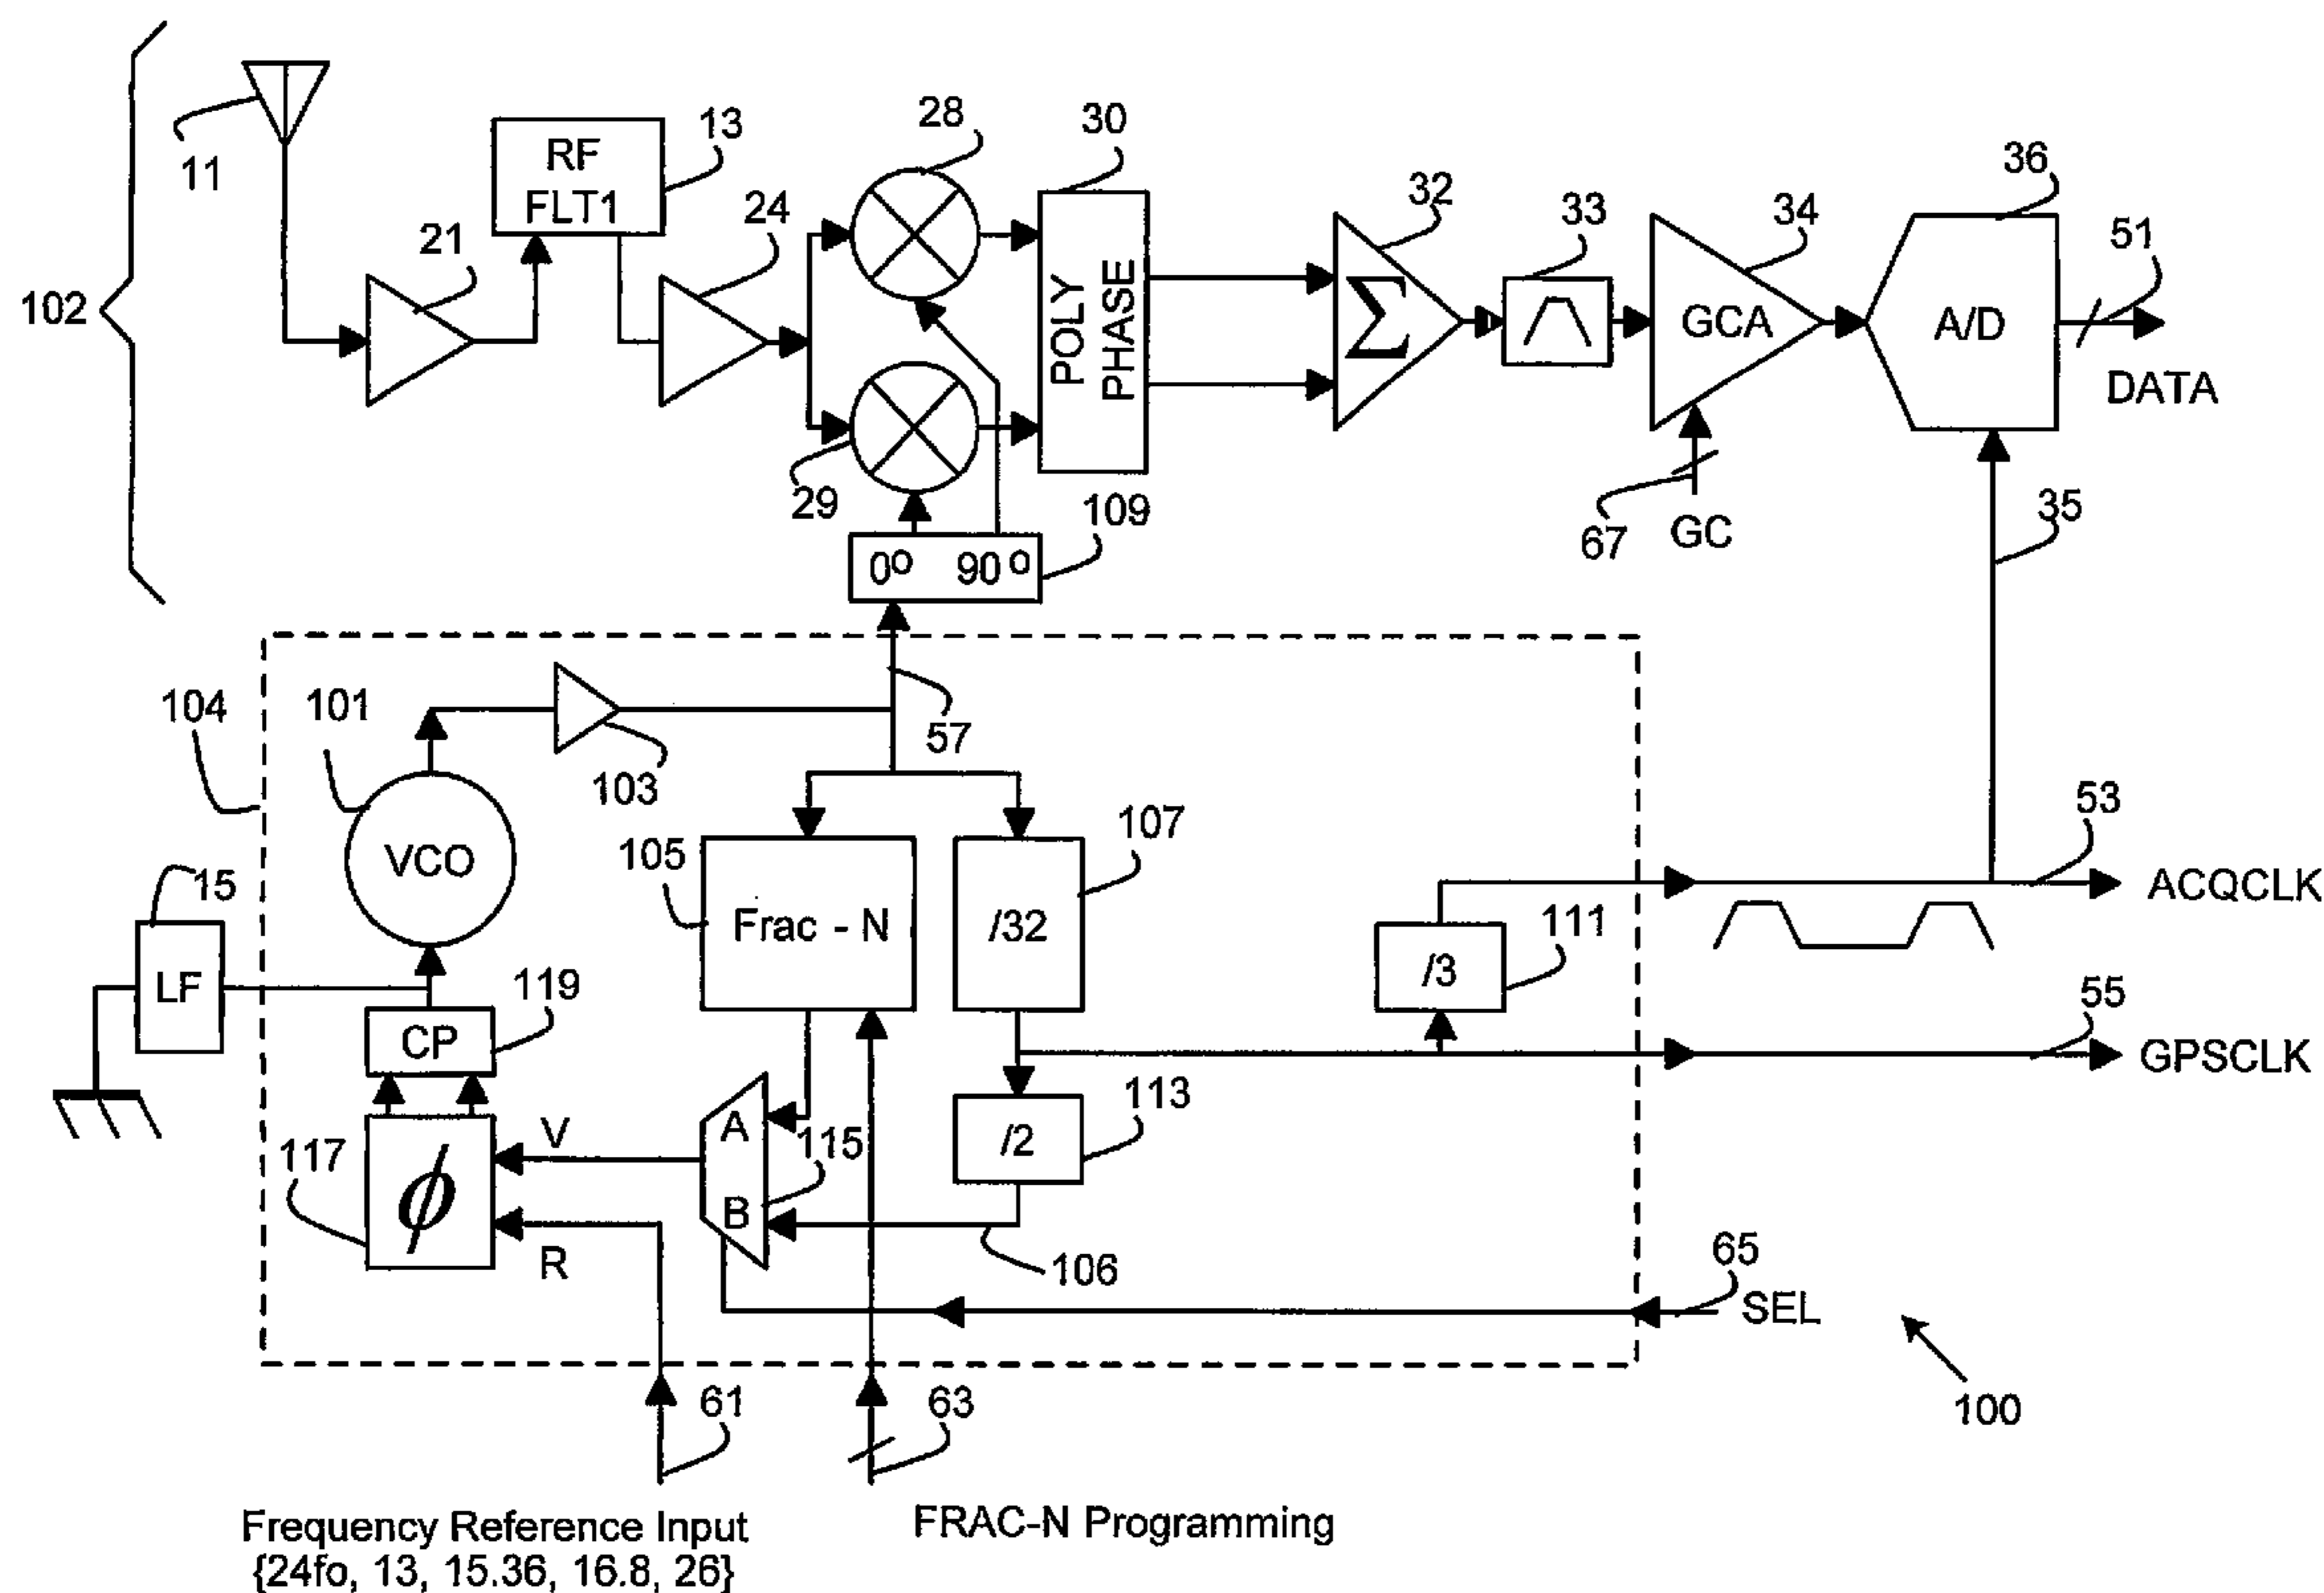 102
11
RF
FLT1
13
21
24
28
29
30
POLY
PHASE
109
0º 90º
32
Σ
33
34
GCA
67
GC
36
A/D
51
DATA
35
104
101
VCO
103
57
105
Frac - N
107
/32
15
LF
119
CP
117
ϕ
V
R
A
B
115
113
/2
106
111
/3
53
ACQCLK
55
GPSCLK
65
SEL
100
61
63
Frequency Reference Input
{24fo, 13, 15.36, 16.8, 26}
FRAC-N Programming